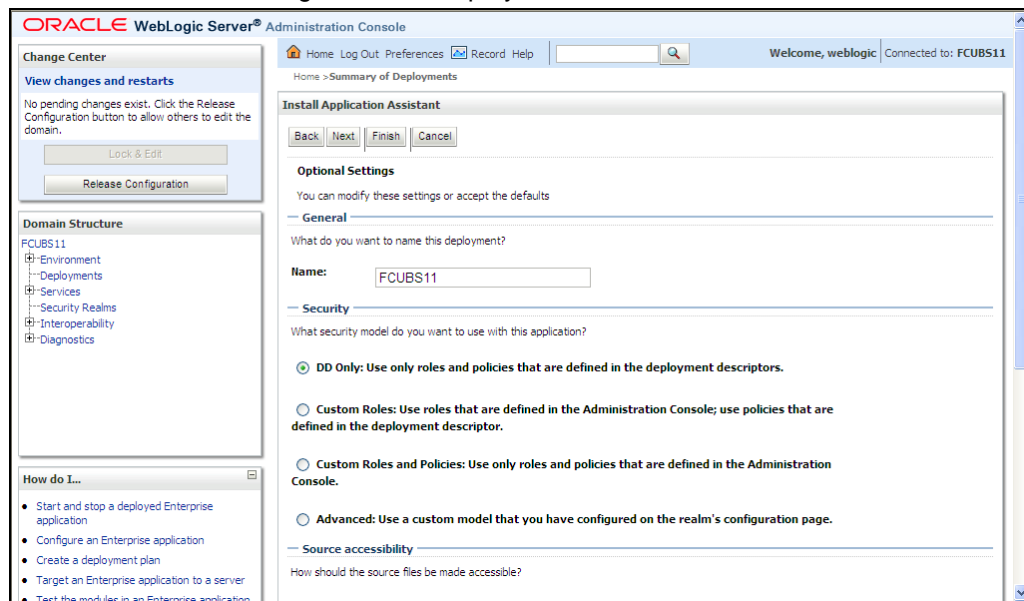 ORACLE WebLogic Server® Administration Console
Change Center
View changes and restarts
No pending changes exist. Click the Release
Configuration button to allow others to edit the
domain.
Lock & Edit
Release Configuration
Domain Structure
FCUBS11
Environment
Deployments
Services
Security Realms
Interoperability
Diagnostics
How do I...
Start and stop a deployed Enterprise
application
Configure an Enterprise application
Create a deployment plan
Target an Enterprise application to a server
Test the modules in an Enterprise application
Home Log Out Preferences Record Help
Welcome, weblogic Connected to: FCUBS11
Home >Summary of Deployments
Install Application Assistant
Back Next Finish Cancel
Optional Settings
You can modify these settings or accept the defaults
General
What do you want to name this deployment?
Name: FCUBS11
Security
What security model do you want to use with this application?
DD Only: Use only roles and policies that are defined in the deployment descriptors.
Custom Roles: Use roles that are defined in the Administration Console; use policies that are
defined in the deployment descriptor.
Custom Roles and Policies: Use only roles and policies that are defined in the Administration
Console.
Advanced: Use a custom model that you have configured on the realm's configuration page.
Source accessibility
How should the source files be made accessible?